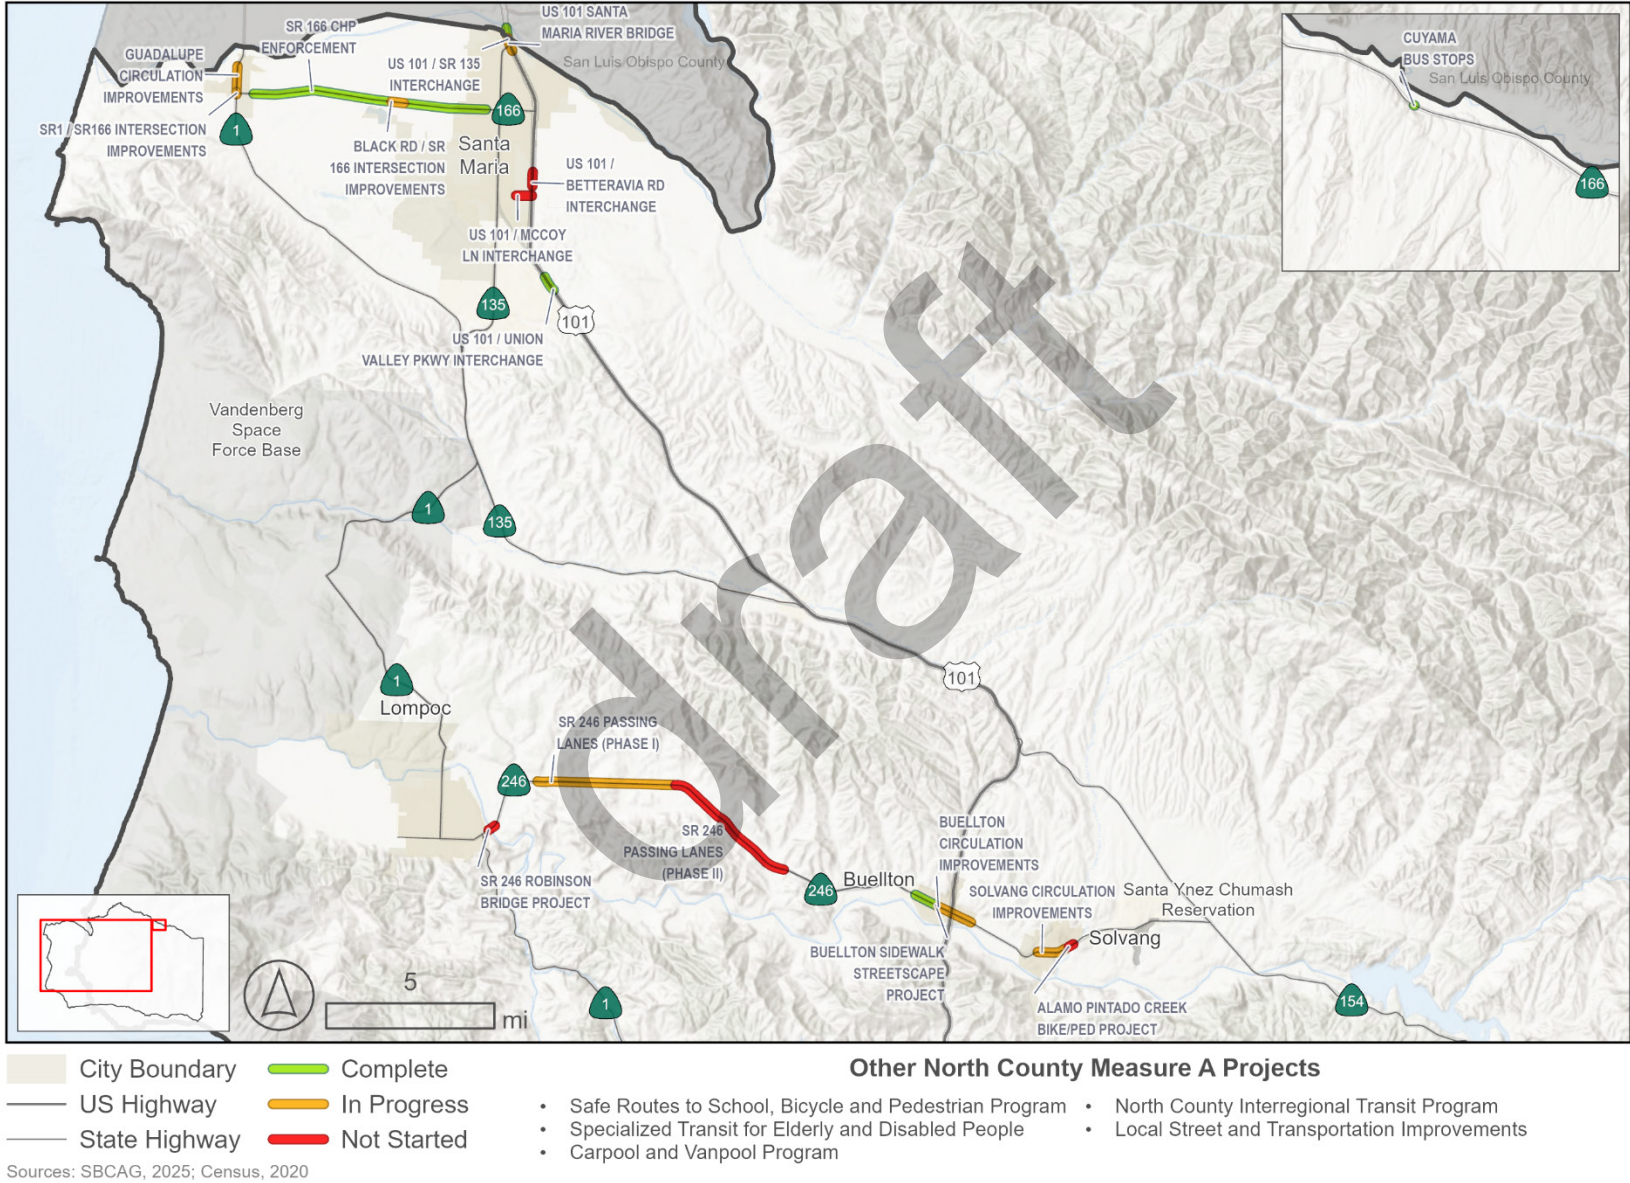 US 101 SANTA
MARIA RIVER BRIDGE
SR 166 CHP
ENFORCEMENT
GUADALUPE
CIRCULATION
IMPROVEMENTS
US 101 / SR 135
INTERCHANGE
San Luis Obispo County
CUYAMA
BUS STOPS
San Luis Obispo County
166
166
SR1 / SR166 INTERSECTION
IMPROVEMENTS
1
BLACK RD / SR
166 INTERSECTION
IMPROVEMENTS
Santa
Maria
US 101 /
BETTERAVIA RD
INTERCHANGE
US 101 / MCCOY
LN INTERCHANGE
135
101
US 101 / UNION
VALLEY PKWY INTERCHANGE
Vandenberg
Space
Force Base
draft
1
135
1
Lompoc
101
SR 246 PASSING
LANES (PHASE I)
246
SR 246
PASSING LANES
(PHASE II)
SR 246 ROBINSON
BRIDGE PROJECT
246
Buellton
BUELLTON
CIRCULATION
IMPROVEMENTS
SOLVANG CIRCULATION
IMPROVEMENTS
Santa Ynez Chumash
Reservation
Solvang
BUELLTON SIDEWALK
STREETSCAPE
PROJECT
ALAMO PINTADO CREEK
BIKE/PED PROJECT
154
1
5
mi
City Boundary
US Highway
State Highway
Complete
In Progress
Not Started
Other North County Measure A Projects
• Safe Routes to School, Bicycle and Pedestrian Program
• Specialized Transit for Elderly and Disabled People
• Carpool and Vanpool Program
• North County Interregional Transit Program
• Local Street and Transportation Improvements
Sources: SBCAG, 2025; Census, 2020